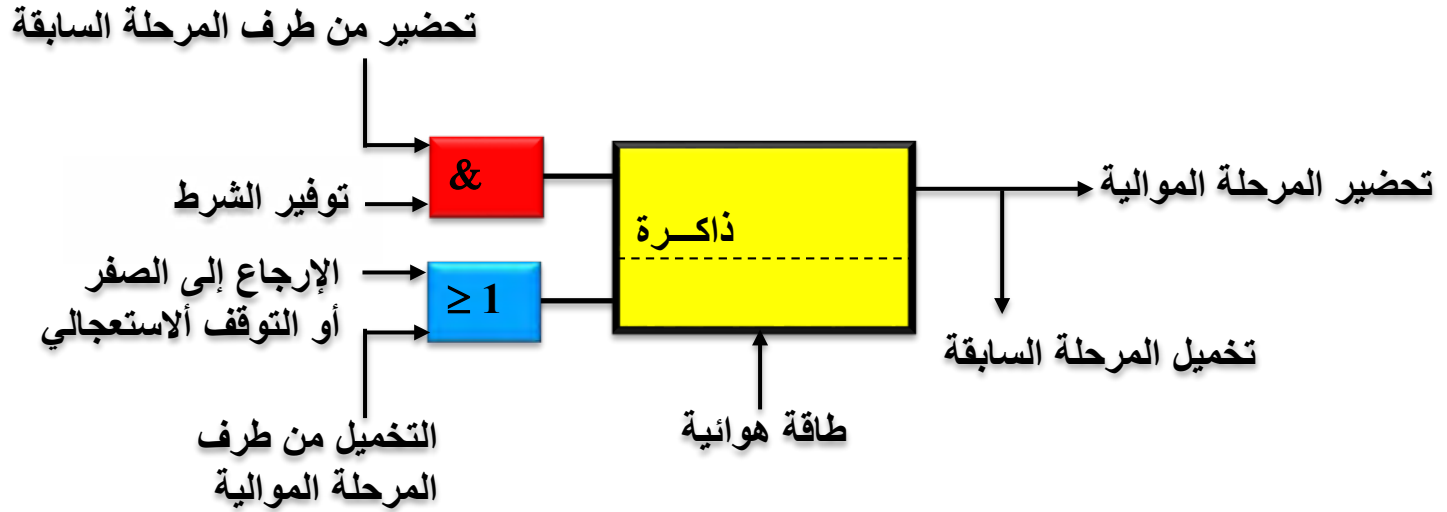 تحضير من طرف المرحلة السابقة
&
توفير الشرط
تحضير المرحلة الموالية
ذاكـــرة
الإرجاع إلى الصفر
أو التوقف ألاستعجالي
≥ 1
تخميل المرحلة السابقة
طاقة هوائية
التخميل من طرف
المرحلة الموالية